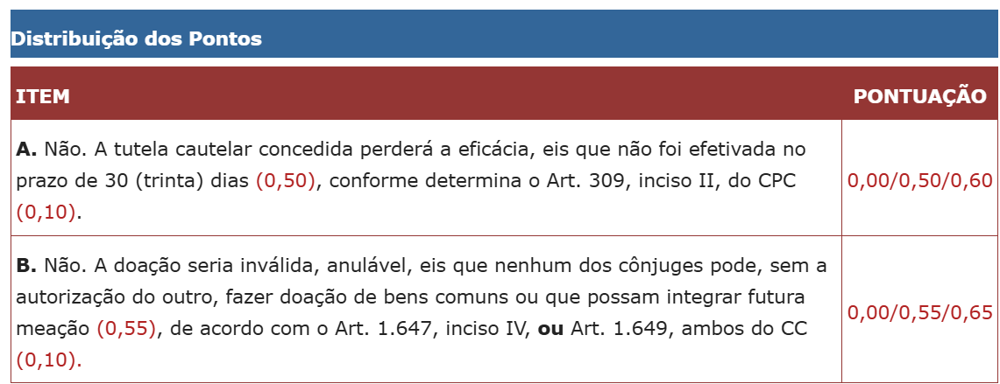 Distribuição dos Pontos
ITEM PONTUAÇÃO
A. Não. A tutela cautelar concedida perderá a eficácia, eis que não foi efetivada no
prazo de 30 (trinta) dias (0,50), conforme determina o Art. 309, inciso II, do CPC
(0,10).
0,00/0,50/0,60
B. Não. A doação seria inválida, anulável, eis que nenhum dos cônjuges pode, sem a
autorização do outro, fazer doação de bens comuns ou que possam integrar futura
meação (0,55), de acordo com o Art. 1.647, inciso IV, ou Art. 1.649, ambos do CC
(0,10).
0,00/0,55/0,65